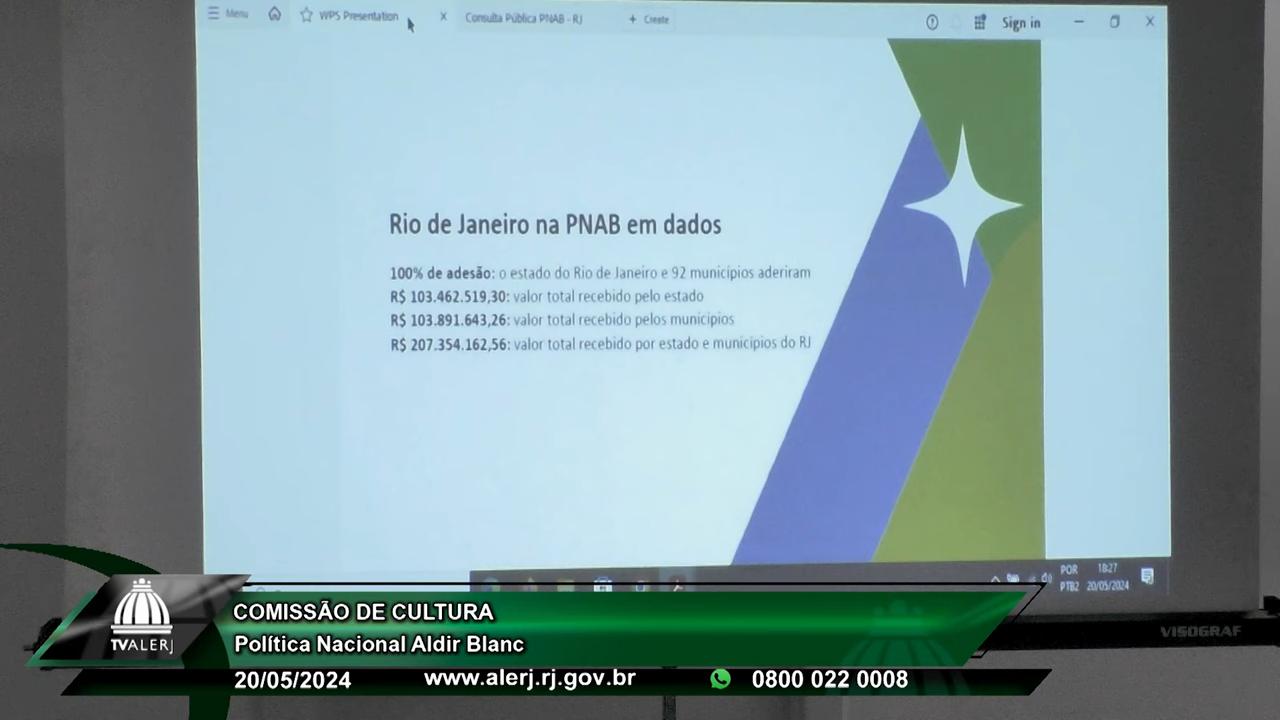 Menu
WPS Presentation
Consulta Pública PNAB - RJ
+ Create
Sign in
Rio de Janeiro na PNAB em dados
100% de adesão: o estado do Rio de Janeiro e 92 municípios aderiram
R$ 103.462.519,30: valor total recebido pelo estado
R$ 103.891.643,26: valor total recebido pelos municípios
R$ 207.354.162,56: valor total recebido por estado e municípios do RJ
POR
PTB2
18:27
20/05/2024
VISOGRAF
TVALERJ
COMISSÃO DE CULTURA
Política Nacional Aldir Blanc
20/05/2024
www.alerj.rj.gov.br
0800 022 0008